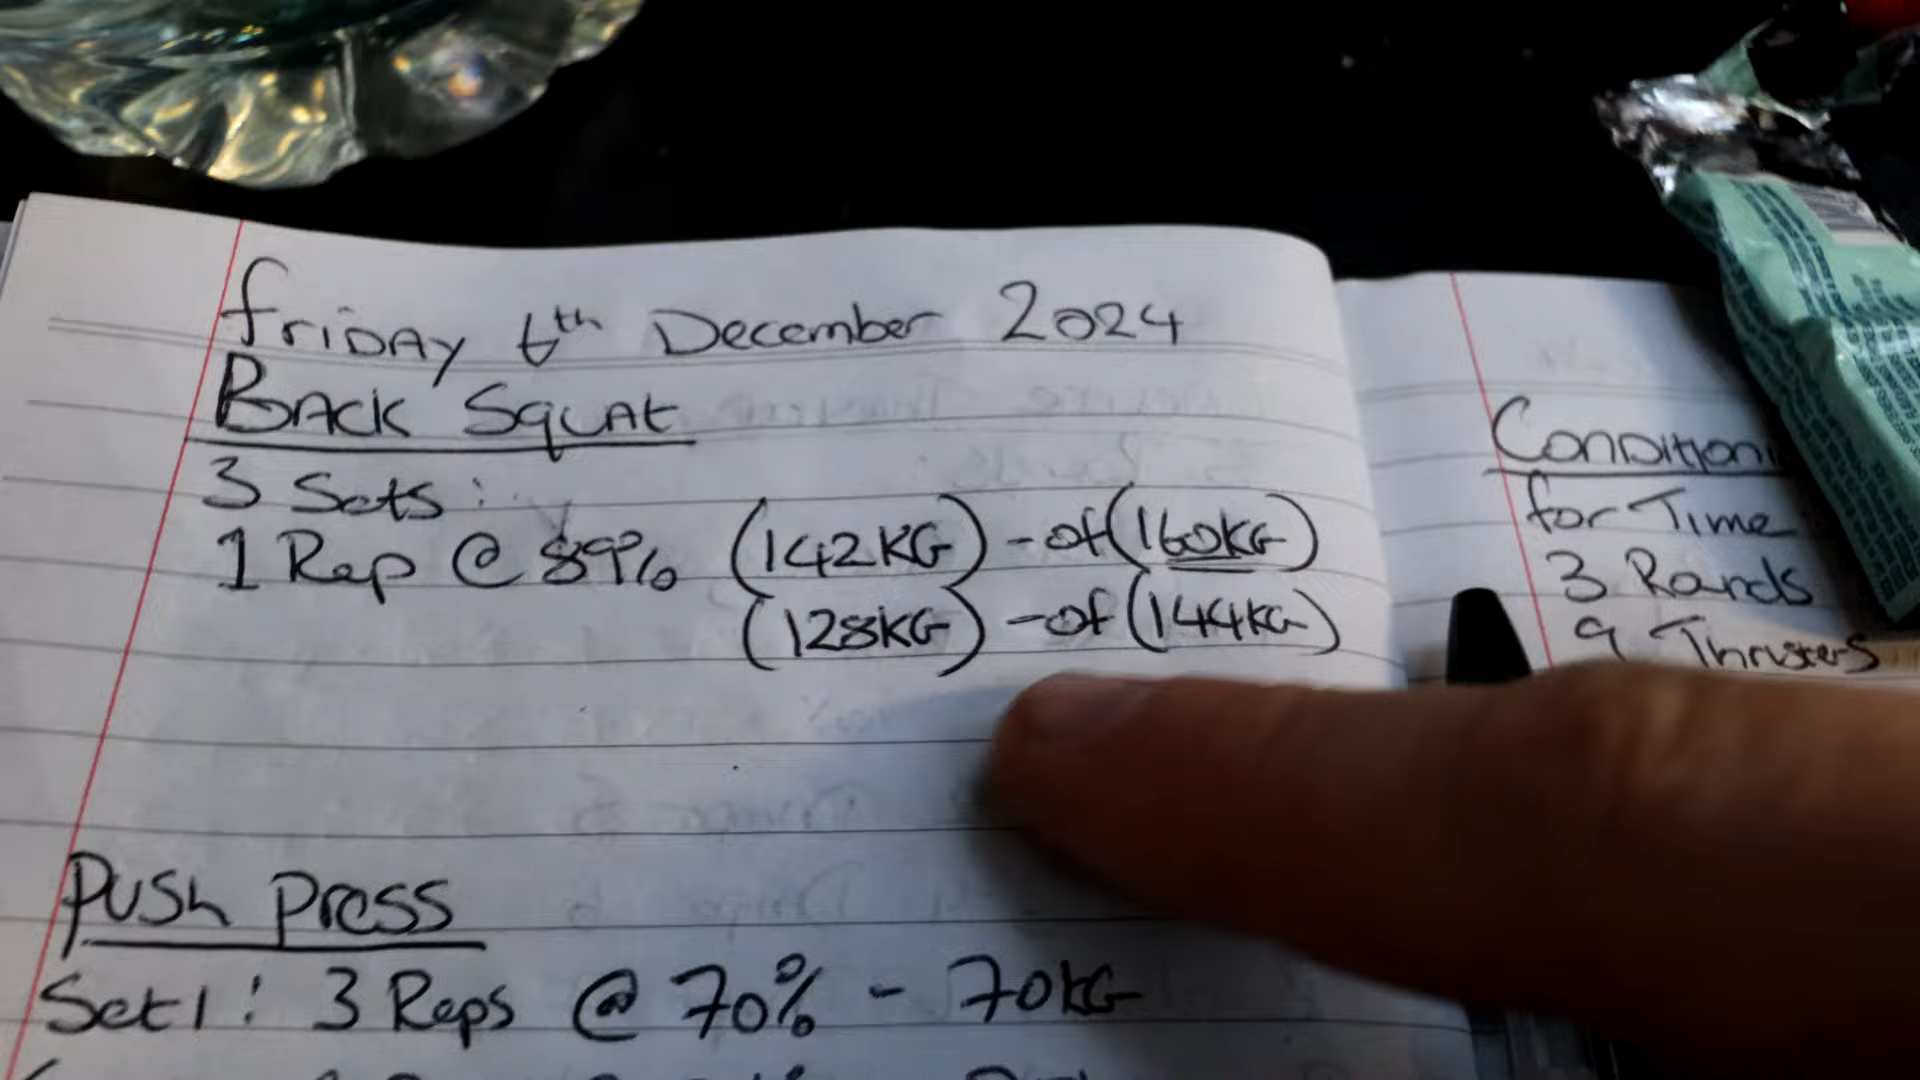 Friday 6th December 2024
Back Squat
3 Sets:
1 Rep @ 89% (142KG) - of (160KG)
(128KG) - of (144KG)
Push Press
Set 1: 3 Reps @ 70% - 70KG
Condition
for Time
3 Rounds
9 Thrusters